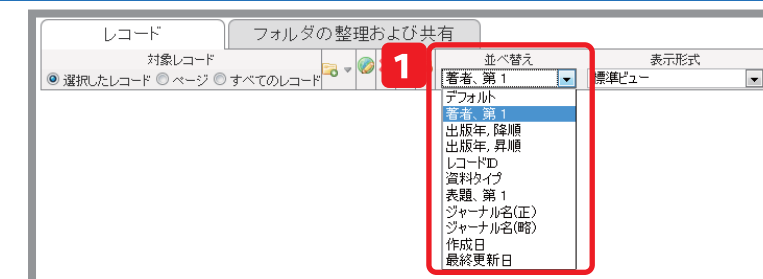 レコード
フォルダの整理および共有
対象レコード
選択したレコード ページ すべてのレコード
1
並べ替え
著者、第1
表示形式
標準ビュー
デフォルト
著者、第1
出版年, 降順
出版年, 昇順
レコードID
資料タイプ
表題、第1
ジャーナル名(正)
ジャーナル名(略)
作成日
最終更新日